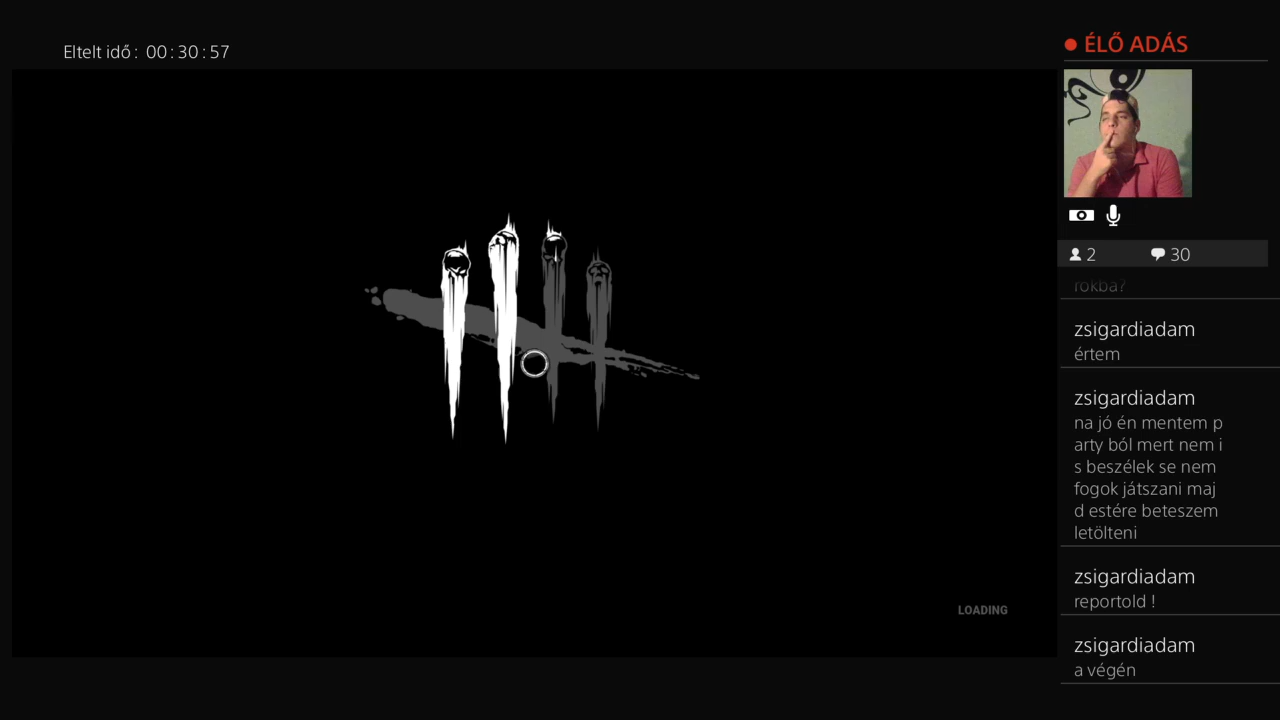 Eltelt idő : 00 : 30 : 57
ÉLŐ ADÁS
2 30
rokba?
zsigardiadam
értem
zsigardiadam
na jó én mentem p
arty ból mert nem i
s beszélek se nem
fogok játszani maj
d estére beteszem
letölteni
zsigardiadam
reportold !
zsigardiadam
a végén
LOADING